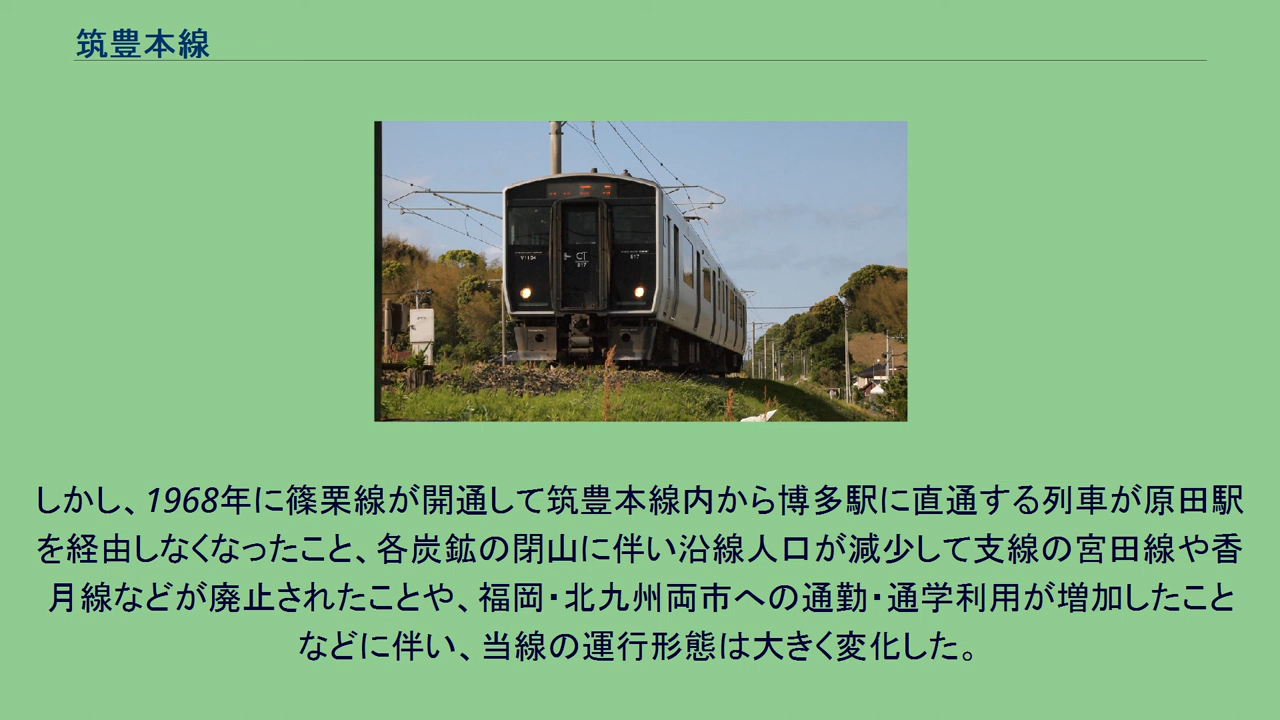 筑豊本線
CT
817
V1104
817
しかし、1968年に篠栗線が開通して筑豊本線内から博多駅に直通する列車が原田駅
を経由しなくなったこと、各炭鉱の閉山に伴い沿線人口が減少して支線の宮田線や香
月線などが廃止されたことや、福岡・北九州両市への通勤・通学利用が増加したこと
などに伴い、当線の運行形態は大きく変化した。